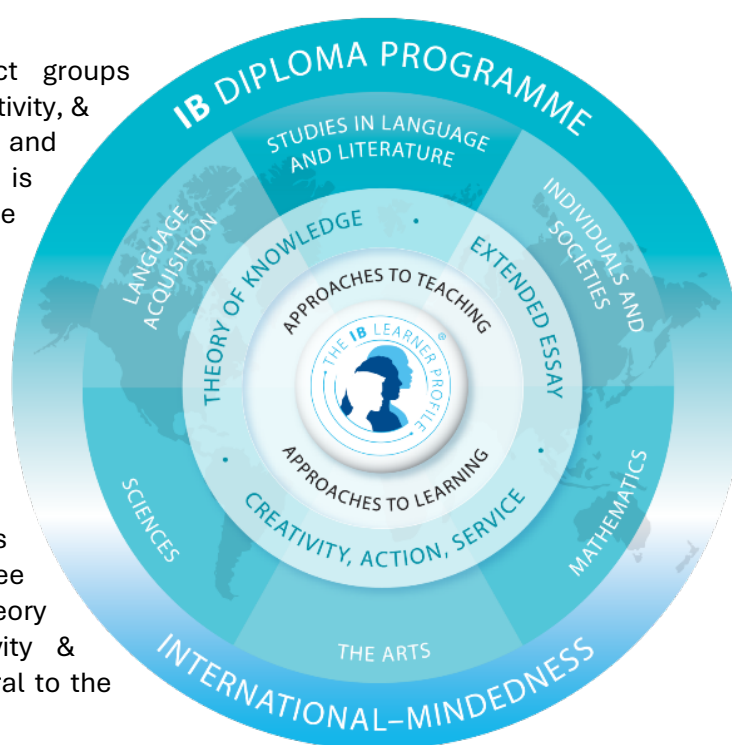 ct groups
tivity, &
and
is
e
s
ee
eory
vity &
ral to the
IB DIPLOMA PROGRAMME
STUDIES IN LANGUAGE
AND LITERATURE
LANGUAGE
ACQUISITION
INDIVIDUALS AND
SOCIETIES
THEORY OF KNOWLEDGE
EXTENDED ESSAY
APPROACHES TO TEACHING
THE IB LEARNER PROFILE ®
APPROACHES TO LEARNING
CREATIVITY, ACTION, SERVICE
SCIENCES
MATHEMATICS
THE ARTS
INTERNATIONAL–MINDEDNESS